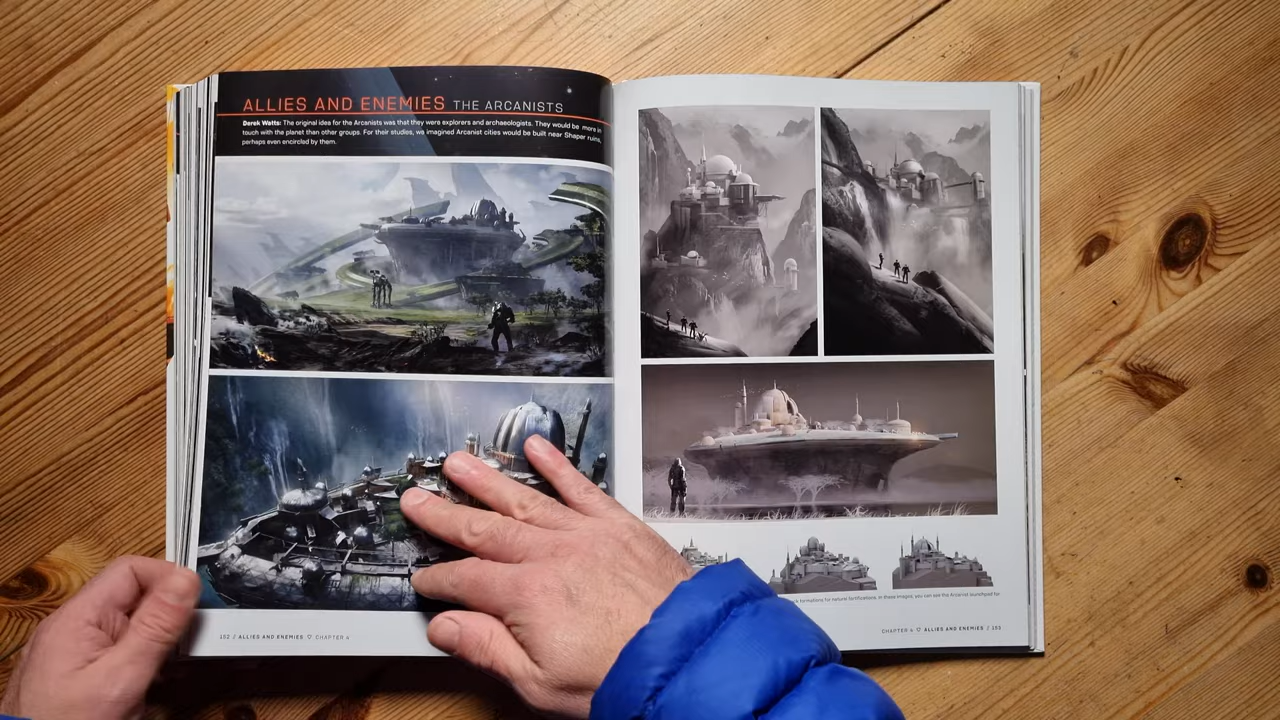 ALLIES AND ENEMIES THE ARCANISTS
Derek Watts: The original idea for the Arcanists was that they were explorers and archaeologists. They would be more in
touch with the planet than other groups. For their studies, we imagined Arcanist cities would be built near Shaper ruins,
perhaps even encircled by them.
152 / ALLIES AND ENEMIES CHAPTER 4
formations for natural fortifications. In these images, you can see the Arcanist launchpad for
CHAPTER 4 ALLIES AND ENEMIES / 153